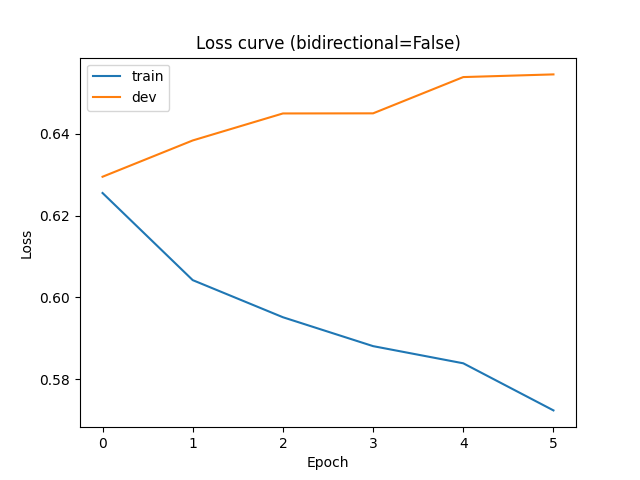 Loss curve (bidirectional=False)
train
dev
0.64
0.62
0.60
0.58
Loss
0 1 2 3 4 5
Epoch